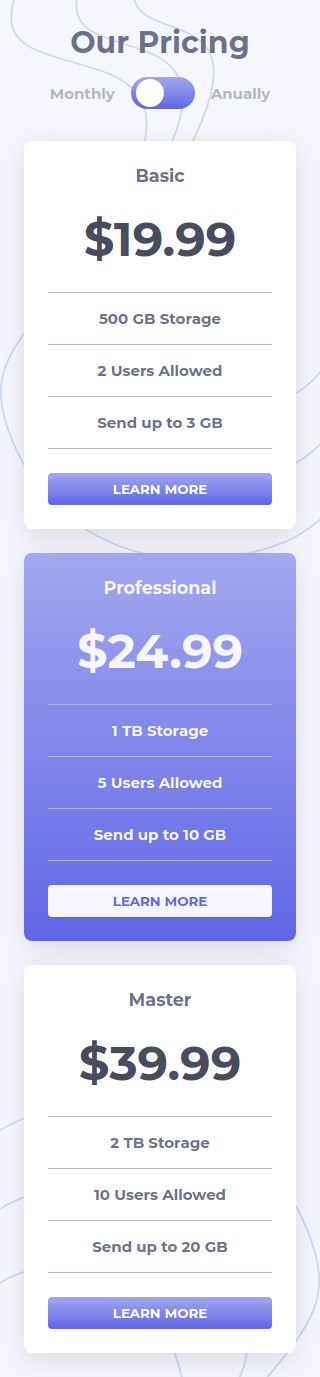 Our Pricing
Monthly Anually
Basic
$19.99
500 GB Storage
2 Users Allowed
Send up to 3 GB
LEARN MORE
Professional
$24.99
1 TB Storage
5 Users Allowed
Send up to 10 GB
LEARN MORE
Master
$39.99
2 TB Storage
10 Users Allowed
Send up to 20 GB
LEARN MORE